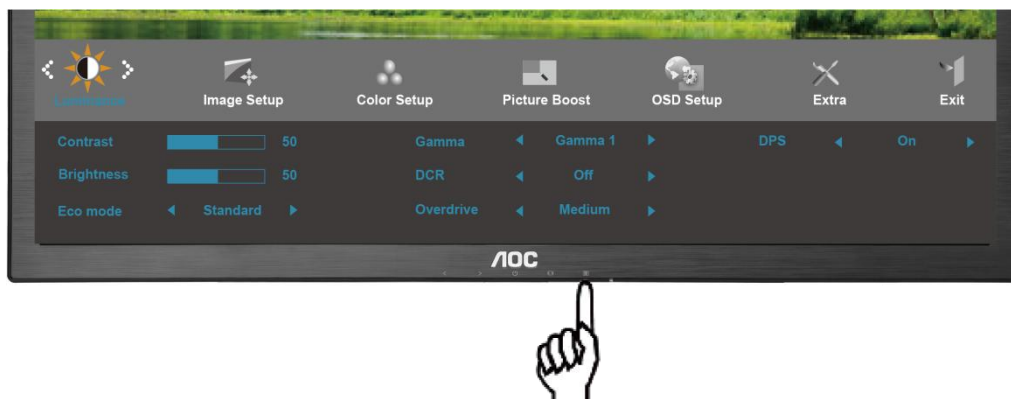 Luminance Image Setup Color Setup Picture Boost OSD Setup Extra Exit
Contrast 50 Gamma Gamma 1 DPS On
Brightness 50 DCR Off
Eco mode Standard Overdrive Medium
AOC